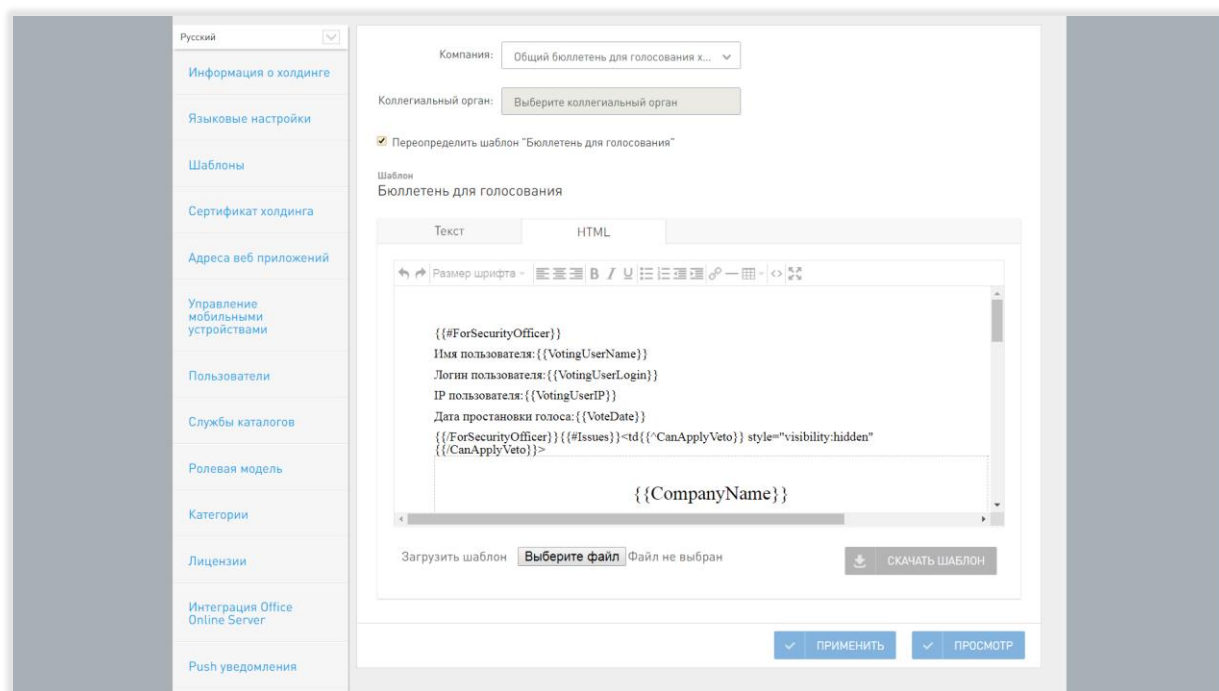 Русский
Информация о холдинге
Языковые настройки
Шаблоны
Сертификат холдинга
Адреса веб приложений
Управление
мобильными
устройствами
Пользователи
Службы каталогов
Ролевая модель
Категории
Лицензии
Интеграция Office
Online Server
Push уведомления
Компания: Общий бюллетень для голосования х...
Коллегиальный орган: Выберите коллегиальный орган
Переопределить шаблон "Бюллетень для голосования"
Шаблон
Бюллетень для голосования
Текст HTML
Размер шрифта B I U
{{#ForSecurityOfficer}}
Имя пользователя:{{VotingUserName}}
Логин пользователя:{{VotingUserLogin}}
IP пользователя:{{VotingUserIP}}
Дата простановки голоса:{{VoteDate}}
{{/ForSecurityOfficer}}{{#Issues}}<td{{^CanApplyVeto}} style="visibility:hidden"
{{/CanApplyVeto}}>
{{CompanyName}}
Загрузить шаблон Выберите файл Файл не выбран СКАЧАТЬ ШАБЛОН
ПРИМЕНИТЬ ПРОСМОТР